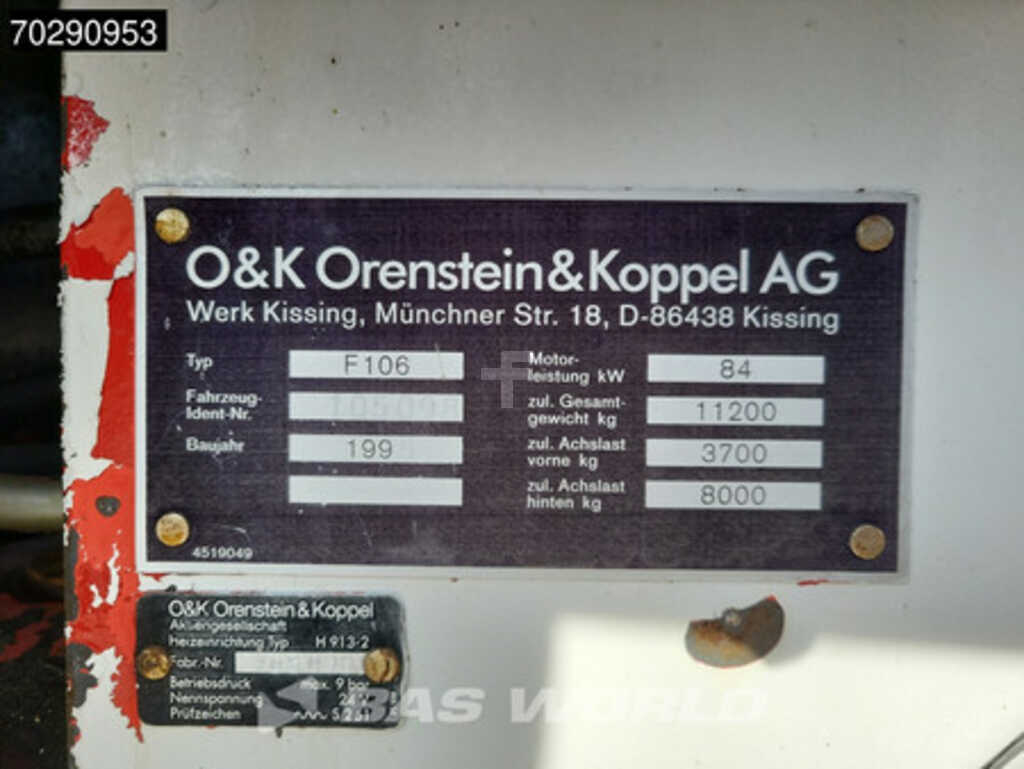 70290953
O&K Orenstein&Koppel AG
Werk Kissing, Münchner Str. 18, D-86438 Kissing
Typ F106
Fahrzeug-
Ident-Nr.
Baujahr 199
Motor-
leistung kW 84
zul. Gesamt-
gewicht kg 11200
zul. Achslast
vorne kg 3700
zul. Achslast
hinten kg 8000
4519049
O&K Orenstein&Koppel
Aktiengesellschaft
Heizeinrichtung Typ H 913-2
Fabr.-Nr.
Betriebsdruck max. 9 bar
Nennspannung 24
Prüfzeichen
BAS WORLD